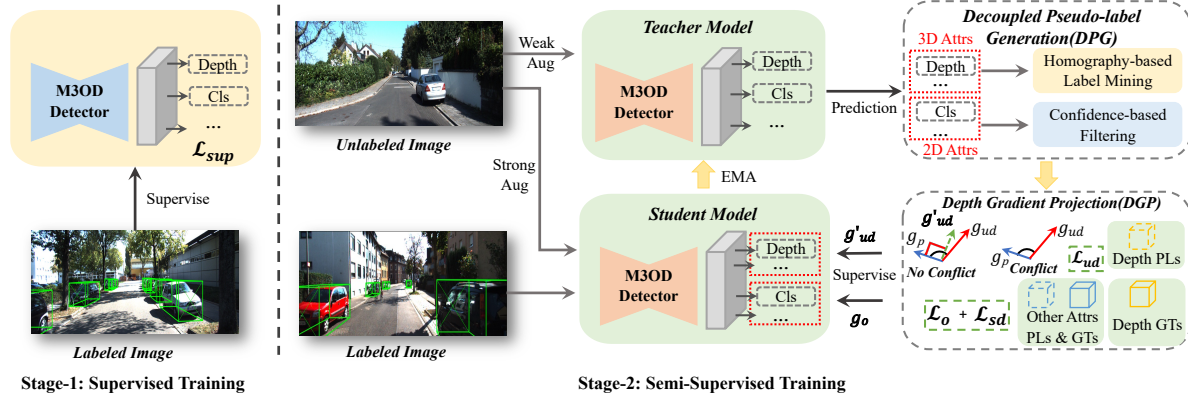 M3OD
Detector
Depth
Cls
...
ℒsup
Supervise
Labeled Image
Stage-1: Supervised Training
Unlabeled Image
Weak
Aug
Strong
Aug
Labeled Image
Teacher Model
M3OD
Detector
Depth
Cls
...
EMA
Student Model
M3OD
Detector
Depth
...
Cls
...
Prediction
Decoupled Pseudo-label
Generation(DPG)
3D Attrs
Depth
...
Cls
...
2D Attrs
Homography-based
Label Mining
Confidence-based
Filtering
g'ud
Supervise
go
Depth Gradient Projection(DGP)
g'ud
gp
gud
No Conflict
gud
gp
Conflict
ℒud
Depth PLs
ℒo + ℒsd
Other Attrs
PLs & GTs
Depth GTs
Stage-2: Semi-Supervised Training